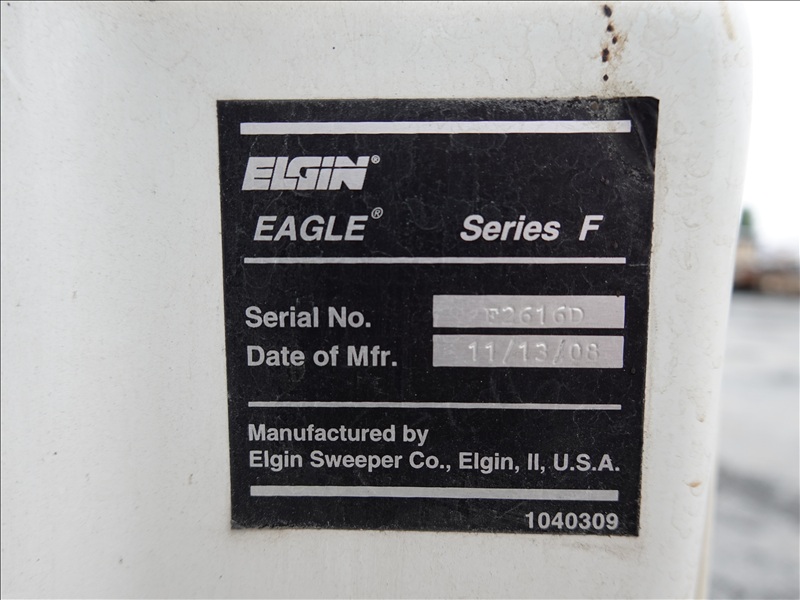 ELGIN®
EAGLE® Series F
Serial No. F2616D
Date of Mfr. 11/13/08
Manufactured by
Elgin Sweeper Co., Elgin, Il, U.S.A.
1040309